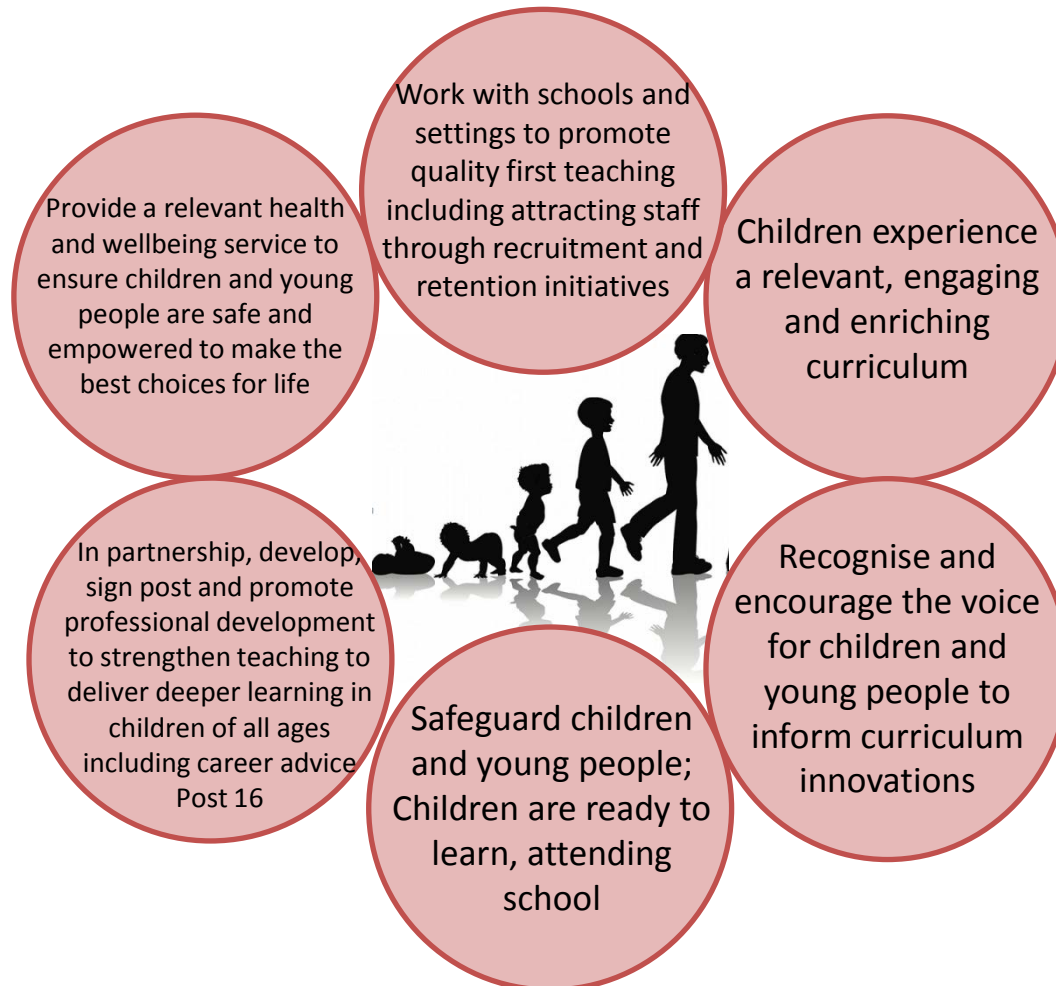 Work with schools and
settings to promote
quality first teaching
including attracting staff
through recruitment and
retention initiatives
Children experience
a relevant, engaging
and enriching
curriculum
Recognise and
encourage the voice
for children and
young people to
inform curriculum
innovations
Safeguard children
and young people;
Children are ready to
learn, attending
school
In partnership, develop,
sign post and promote
professional development
to strengthen teaching to
deliver deeper learning in
children of all ages
including career advice
Post 16
Provide a relevant health
and wellbeing service to
ensure children and young
people are safe and
empowered to make the
best choices for life